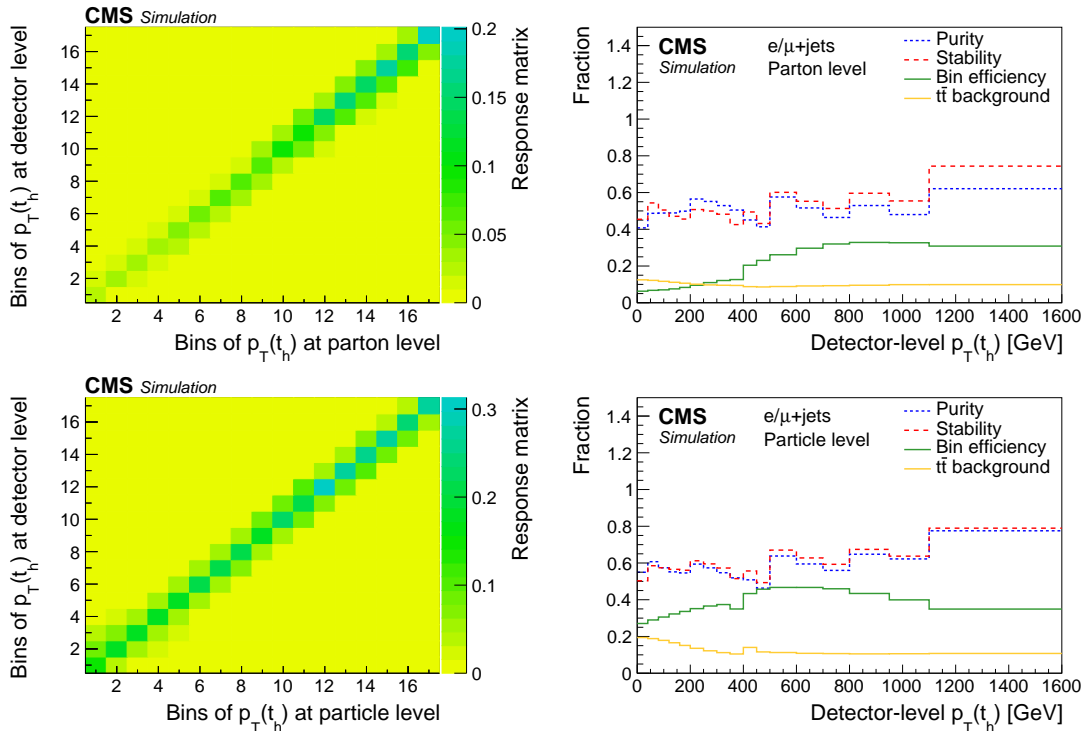 CMS Simulation
Bins of p_T(t_h) at detector level
16
14
12
10
8
6
4
2
2 4 6 8 10 12 14 16
Bins of p_T(t_h) at parton level
0.2
0.15
0.1
0.05
0
Response matrix
Fraction
1.4
1.2
1
0.8
0.6
0.4
0.2
0
CMS
Simulation
e/μ+jets
Parton level
Purity
Stability
Bin efficiency
tt̄ background
0 200 400 600 800 1000 1200 1400 1600
Detector-level p_T(t_h) [GeV]
CMS Simulation
Bins of p_T(t_h) at detector level
16
14
12
10
8
6
4
2
2 4 6 8 10 12 14 16
Bins of p_T(t_h) at particle level
0.3
0.2
0.1
0
Response matrix
Fraction
1.4
1.2
1
0.8
0.6
0.4
0.2
0
CMS
Simulation
e/μ+jets
Particle level
Purity
Stability
Bin efficiency
tt̄ background
0 200 400 600 800 1000 1200 1400 1600
Detector-level p_T(t_h) [GeV]